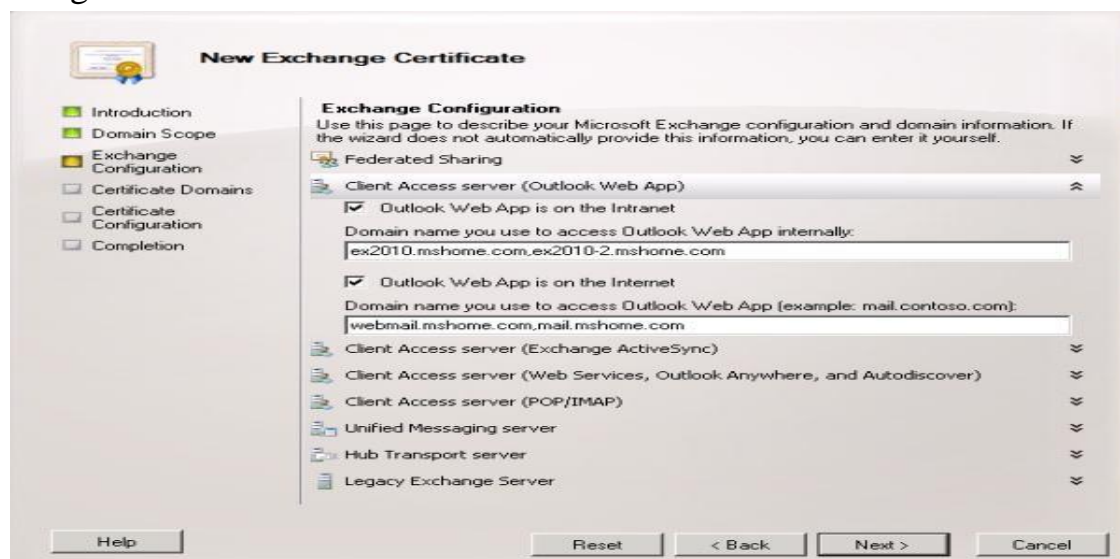 New Exchange Certificate
Introduction
Domain Scope
Exchange
Configuration
Certificate Domains
Certificate
Configuration
Completion
Exchange Configuration
Use this page to describe your Microsoft Exchange configuration and domain information. If
the wizard does not automatically provide this information, you can enter it yourself.
Federated Sharing
Client Access server (Outlook Web App)
Outlook Web App is on the Intranet
Domain name you use to access Outlook Web App internally:
ex2010.mshome.com,ex2010-2.mshome.com
Outlook Web App is on the Internet
Domain name you use to access Outlook Web App (example: mail.contoso.com):
webmail.mshome.com,mail.mshome.com
Client Access server (Exchange ActiveSync)
Client Access server (Web Services, Outlook Anywhere, and Autodiscover)
Client Access server (POP/IMAP)
Unified Messaging server
Hub Transport server
Legacy Exchange Server
Help
Reset
< Back
Next >
Cancel